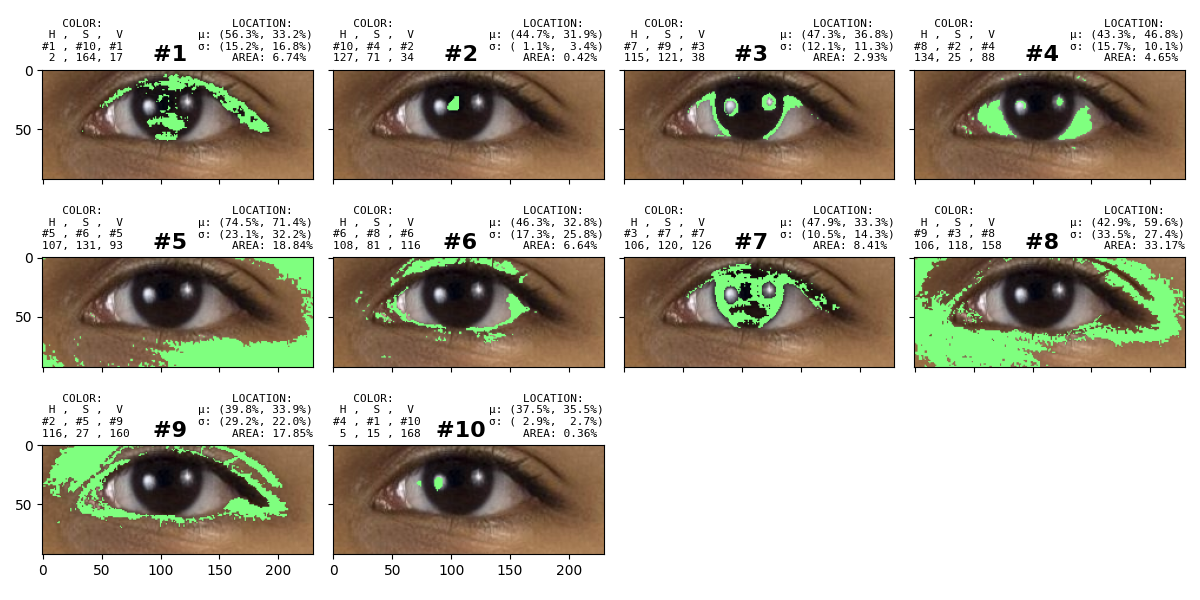 COLOR: LOCATION:
H , S , V μ: (56.3%, 33.2%)
#1 , #10, #1 σ: (15.2%, 16.8%)
2 , 164, 17 #1 AREA: 6.74%
COLOR: LOCATION:
H , S , V μ: (44.7%, 31.9%)
#10, #4 , #2 σ: ( 1.1%, 3.4%)
127, 71 , 34 #2 AREA: 0.42%
COLOR: LOCATION:
H , S , V μ: (47.3%, 36.8%)
#7 , #9 , #3 σ: (12.1%, 11.3%)
115, 121, 38 #3 AREA: 2.93%
COLOR: LOCATION:
H , S , V μ: (43.3%, 46.8%)
#8 , #2 , #4 σ: (15.7%, 10.1%)
134, 25 , 88 #4 AREA: 4.65%
0
50
COLOR: LOCATION:
H , S , V μ: (74.5%, 71.4%)
#5 , #6 , #5 σ: (23.1%, 32.2%)
107, 131, 93 #5 AREA: 18.84%
COLOR: LOCATION:
H , S , V μ: (46.3%, 32.8%)
#6 , #8 , #6 σ: (17.3%, 25.8%)
108, 81 , 116 #6 AREA: 6.64%
COLOR: LOCATION:
H , S , V μ: (47.9%, 33.3%)
#3 , #7 , #7 σ: (10.5%, 14.3%)
106, 120, 126 #7 AREA: 8.41%
COLOR: LOCATION:
H , S , V μ: (42.9%, 59.6%)
#9 , #3 , #8 σ: (33.5%, 27.4%)
106, 118, 158 #8 AREA: 33.17%
0
50
COLOR: LOCATION:
H , S , V μ: (39.8%, 33.9%)
#2 , #5 , #9 σ: (29.2%, 22.0%)
116, 27 , 160 #9 AREA: 17.85%
COLOR: LOCATION:
H , S , V μ: (37.5%, 35.5%)
#4 , #1 , #10 σ: ( 2.9%, 2.7%)
5 , 15 , 168 #10 AREA: 0.36%
0
50
0 50 100 150 200
0 50 100 150 200